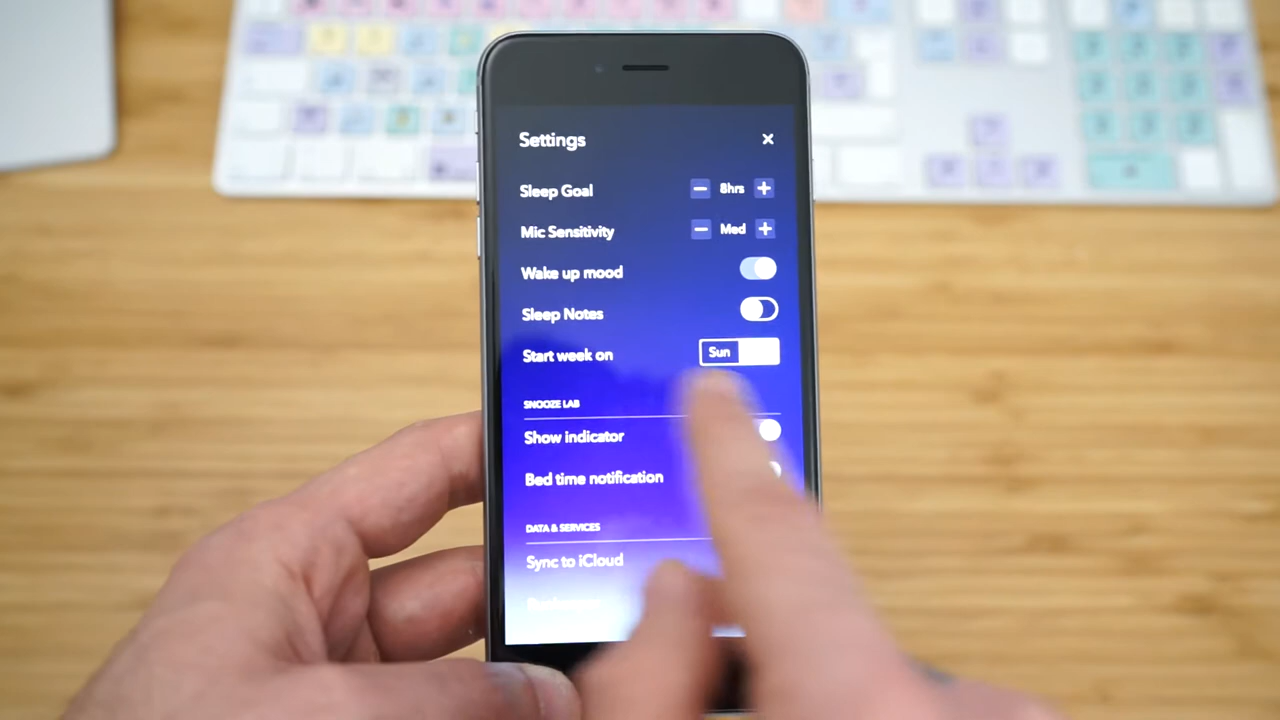 Settings
Sleep Goal 8hrs
Mic Sensitivity Med
Wake up mood
Sleep Notes
Start week on Sun
SNOOZE LAB
Show indicator
Bed time notification
DATA & SERVICES
Sync to iCloud